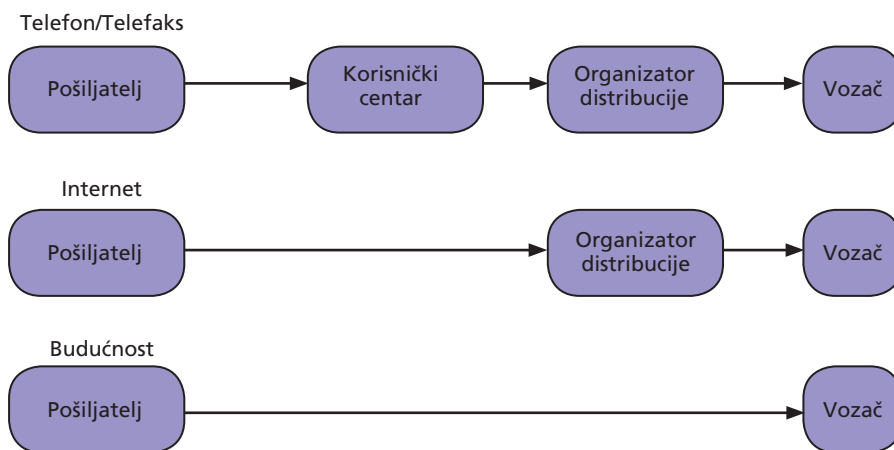 Telefon/Telefaks
Pošiljatelj
Korisnički
centar
Organizator
distribucije
Vozač
Internet
Pošiljatelj
Organizator
distribucije
Vozač
Budućnost
Pošiljatelj
Vozač